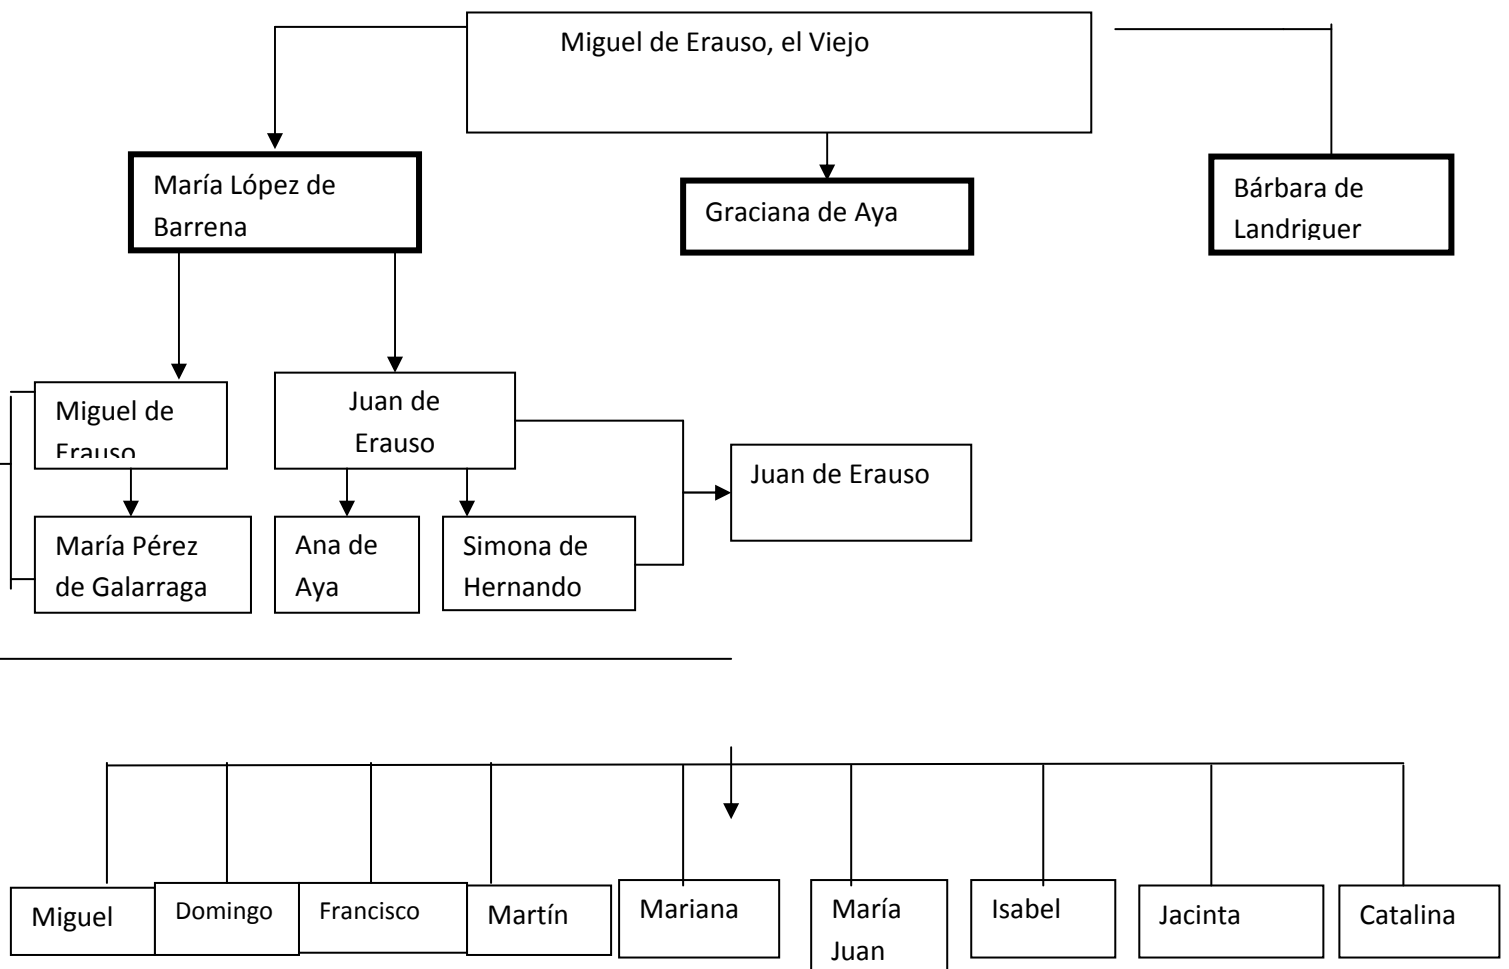 Miguel de Erauso, el Viejo
María López de
Barrena
Graciana de Aya
Bárbara de
Landriguer
Miguel de
Erauso
Juan de
Erauso
Juan de Erauso
María Pérez
de Galarraga
Ana de
Aya
Simona de
Hernando
Miguel
Domingo
Francisco
Martín
Mariana
María
Juan
Isabel
Jacinta
Catalina